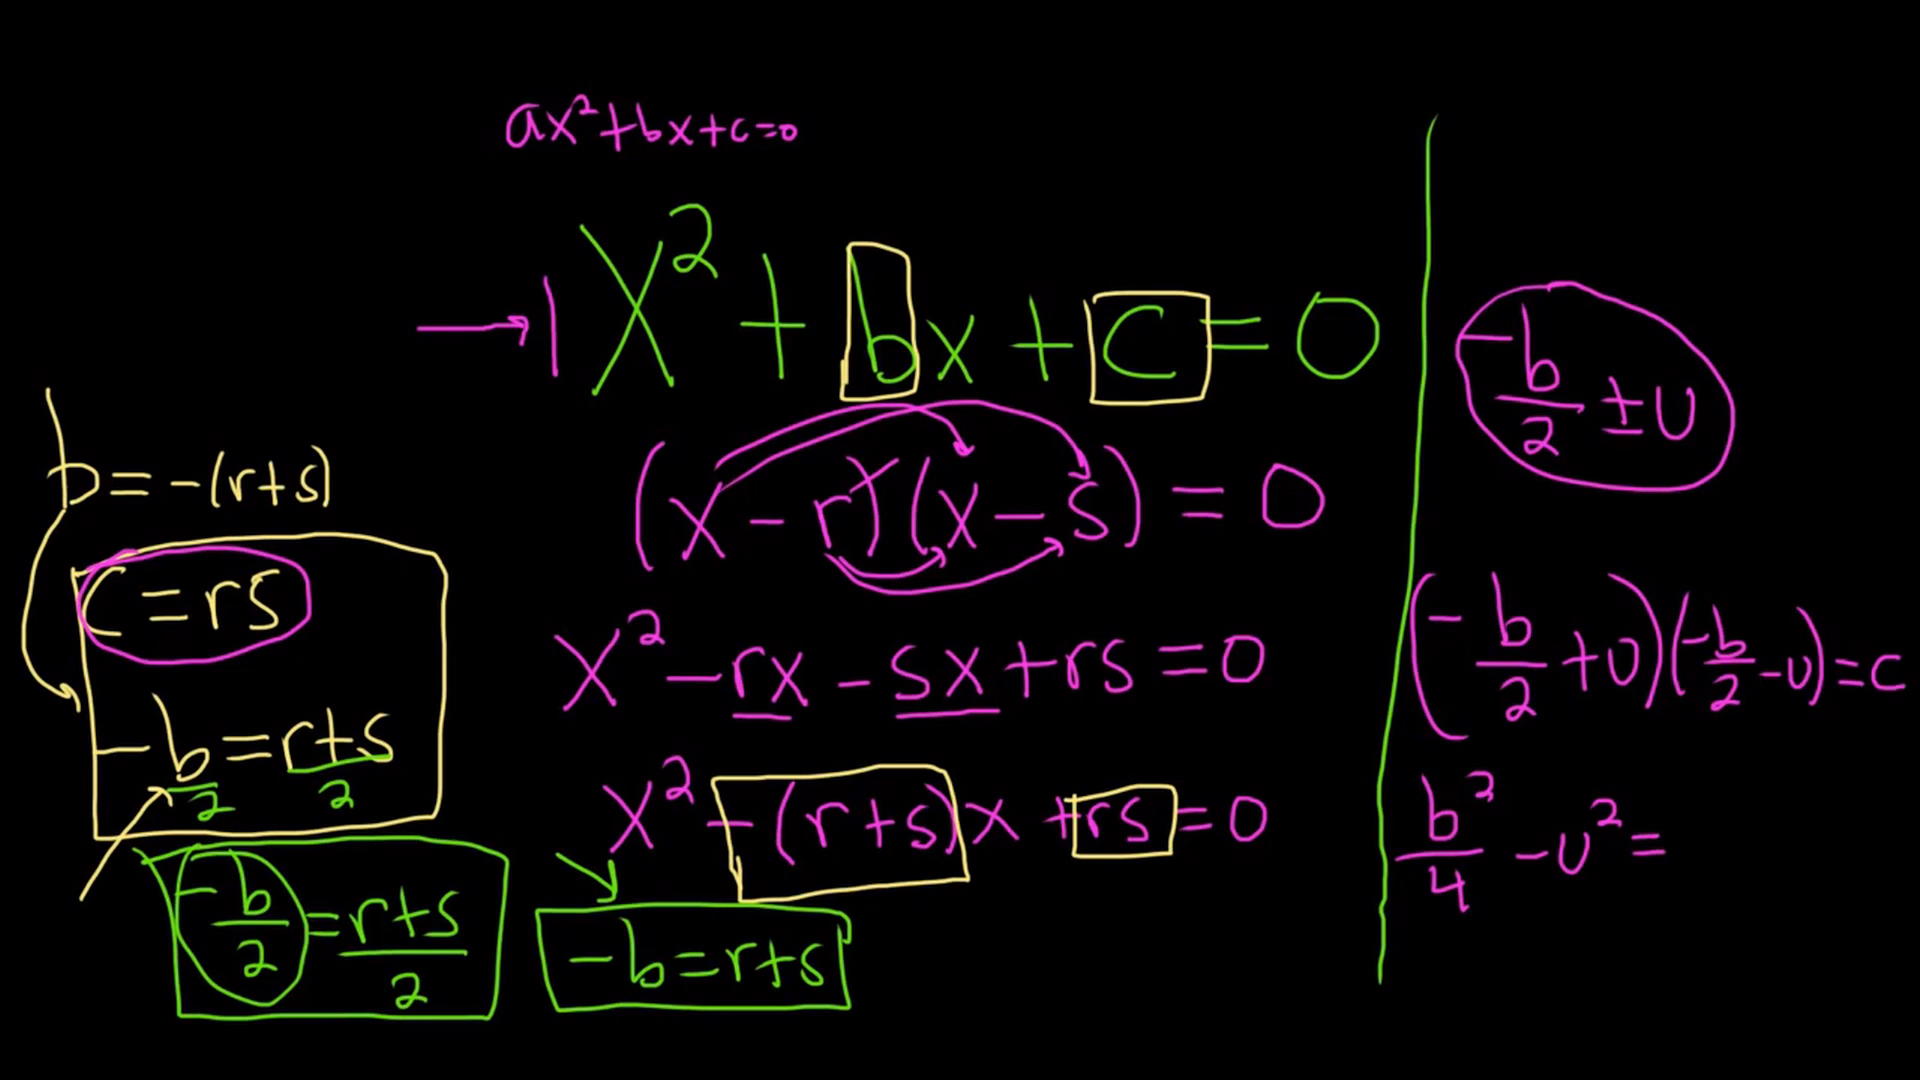 ax²+bx+c=0
→1X²+bx+c=0
(x-r)(x-s)=0
x²-rx-sx+rs=0
x²-(r+s)x+rs=0
-b=r+s
b=-(r+s)
c=rs
-b/2=r+s/2
-b/2=r+s/2
-b/2±u
(-b/2+u)(-b/2-u)=c
b²/4-u²=